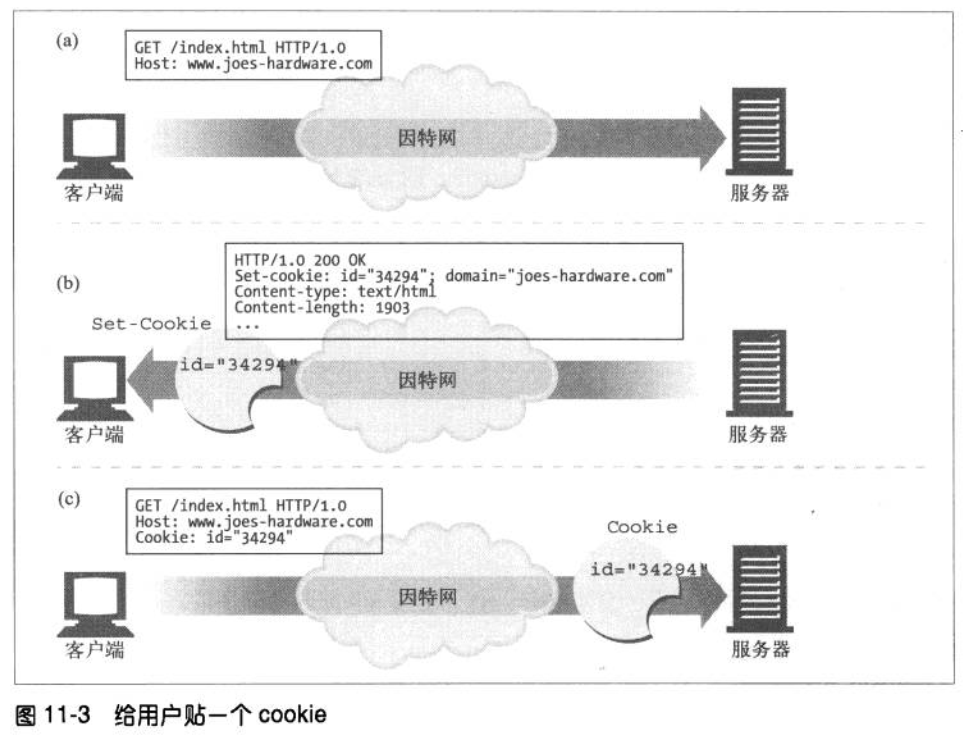 (a)
GET /index.html HTTP/1.0
Host: www.joes-hardware.com
因特网
客户端
服务器
(b)
HTTP/1.0 200 OK
Set-cookie: id="34294"; domain="joes-hardware.com"
Content-type: text/html
Content-length: 1903
...
Set-Cookie
id="34294"
因特网
客户端
服务器
(c)
GET /index.html HTTP/1.0
Host: www.joes-hardware.com
Cookie: id="34294"
Cookie
id="34294"
因特网
客户端
服务器
图 11-3 给用户贴一个 cookie